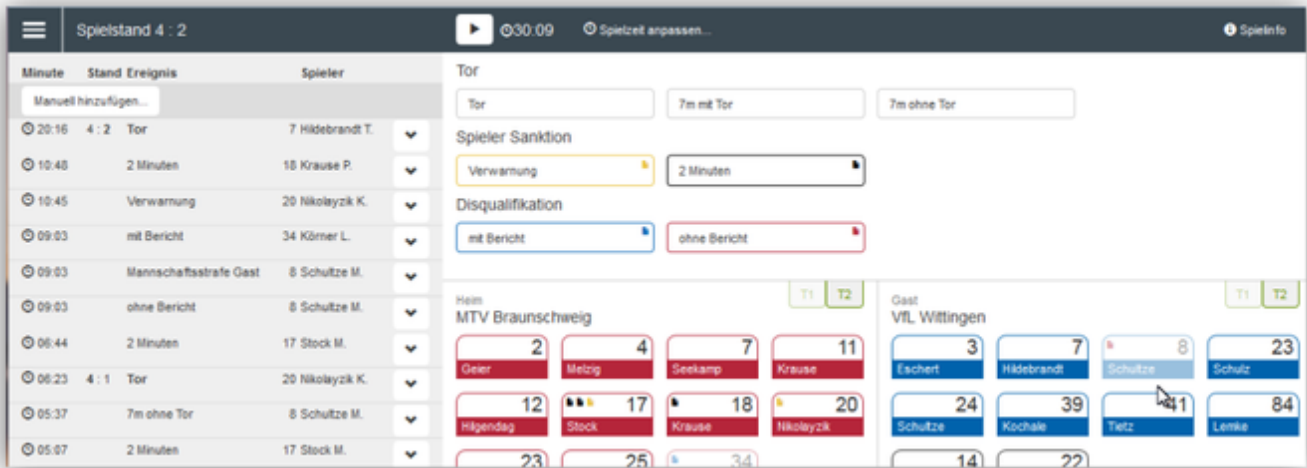 Spielstand 4 : 2
30:09
Spielzeit anpassen...
Spielinfo
Minute Stand Ereignis Spieler
Manuell hinzufügen...
20:16 4 : 2 Tor 7 Hildebrandt T.
10:48 2 Minuten 18 Krause P.
10:45 Verwarnung 20 Nikolayzik K.
09:03 mit Bericht 34 Körner L.
09:03 Mannschaftsstrafe Gast 8 Schultze M.
09:03 ohne Bericht 8 Schultze M.
06:44 2 Minuten 17 Stock M.
06:23 4 : 1 Tor 20 Nikolayzik K.
05:37 7m ohne Tor 8 Schultze M.
05:07 2 Minuten 17 Stock M.
Tor
Tor 7m mit Tor 7m ohne Tor
Spieler Sanktion
Verwarnung 2 Minuten
Disqualifikation
mit Bericht ohne Bericht
Heim
MTV Braunschweig
T1 T2
2 4 7 11
Geier Melzig Seekamp Krause
12 17 18 20
Hilgendag Stock Krause Nikolayzik
23 25 34
Gast
VfL Wittingen
T1 T2
3 7 8 23
Eschert Hildebrandt Schultze Schulz
24 39 41 84
Schultze Kochale Tietz Lemke
14 22